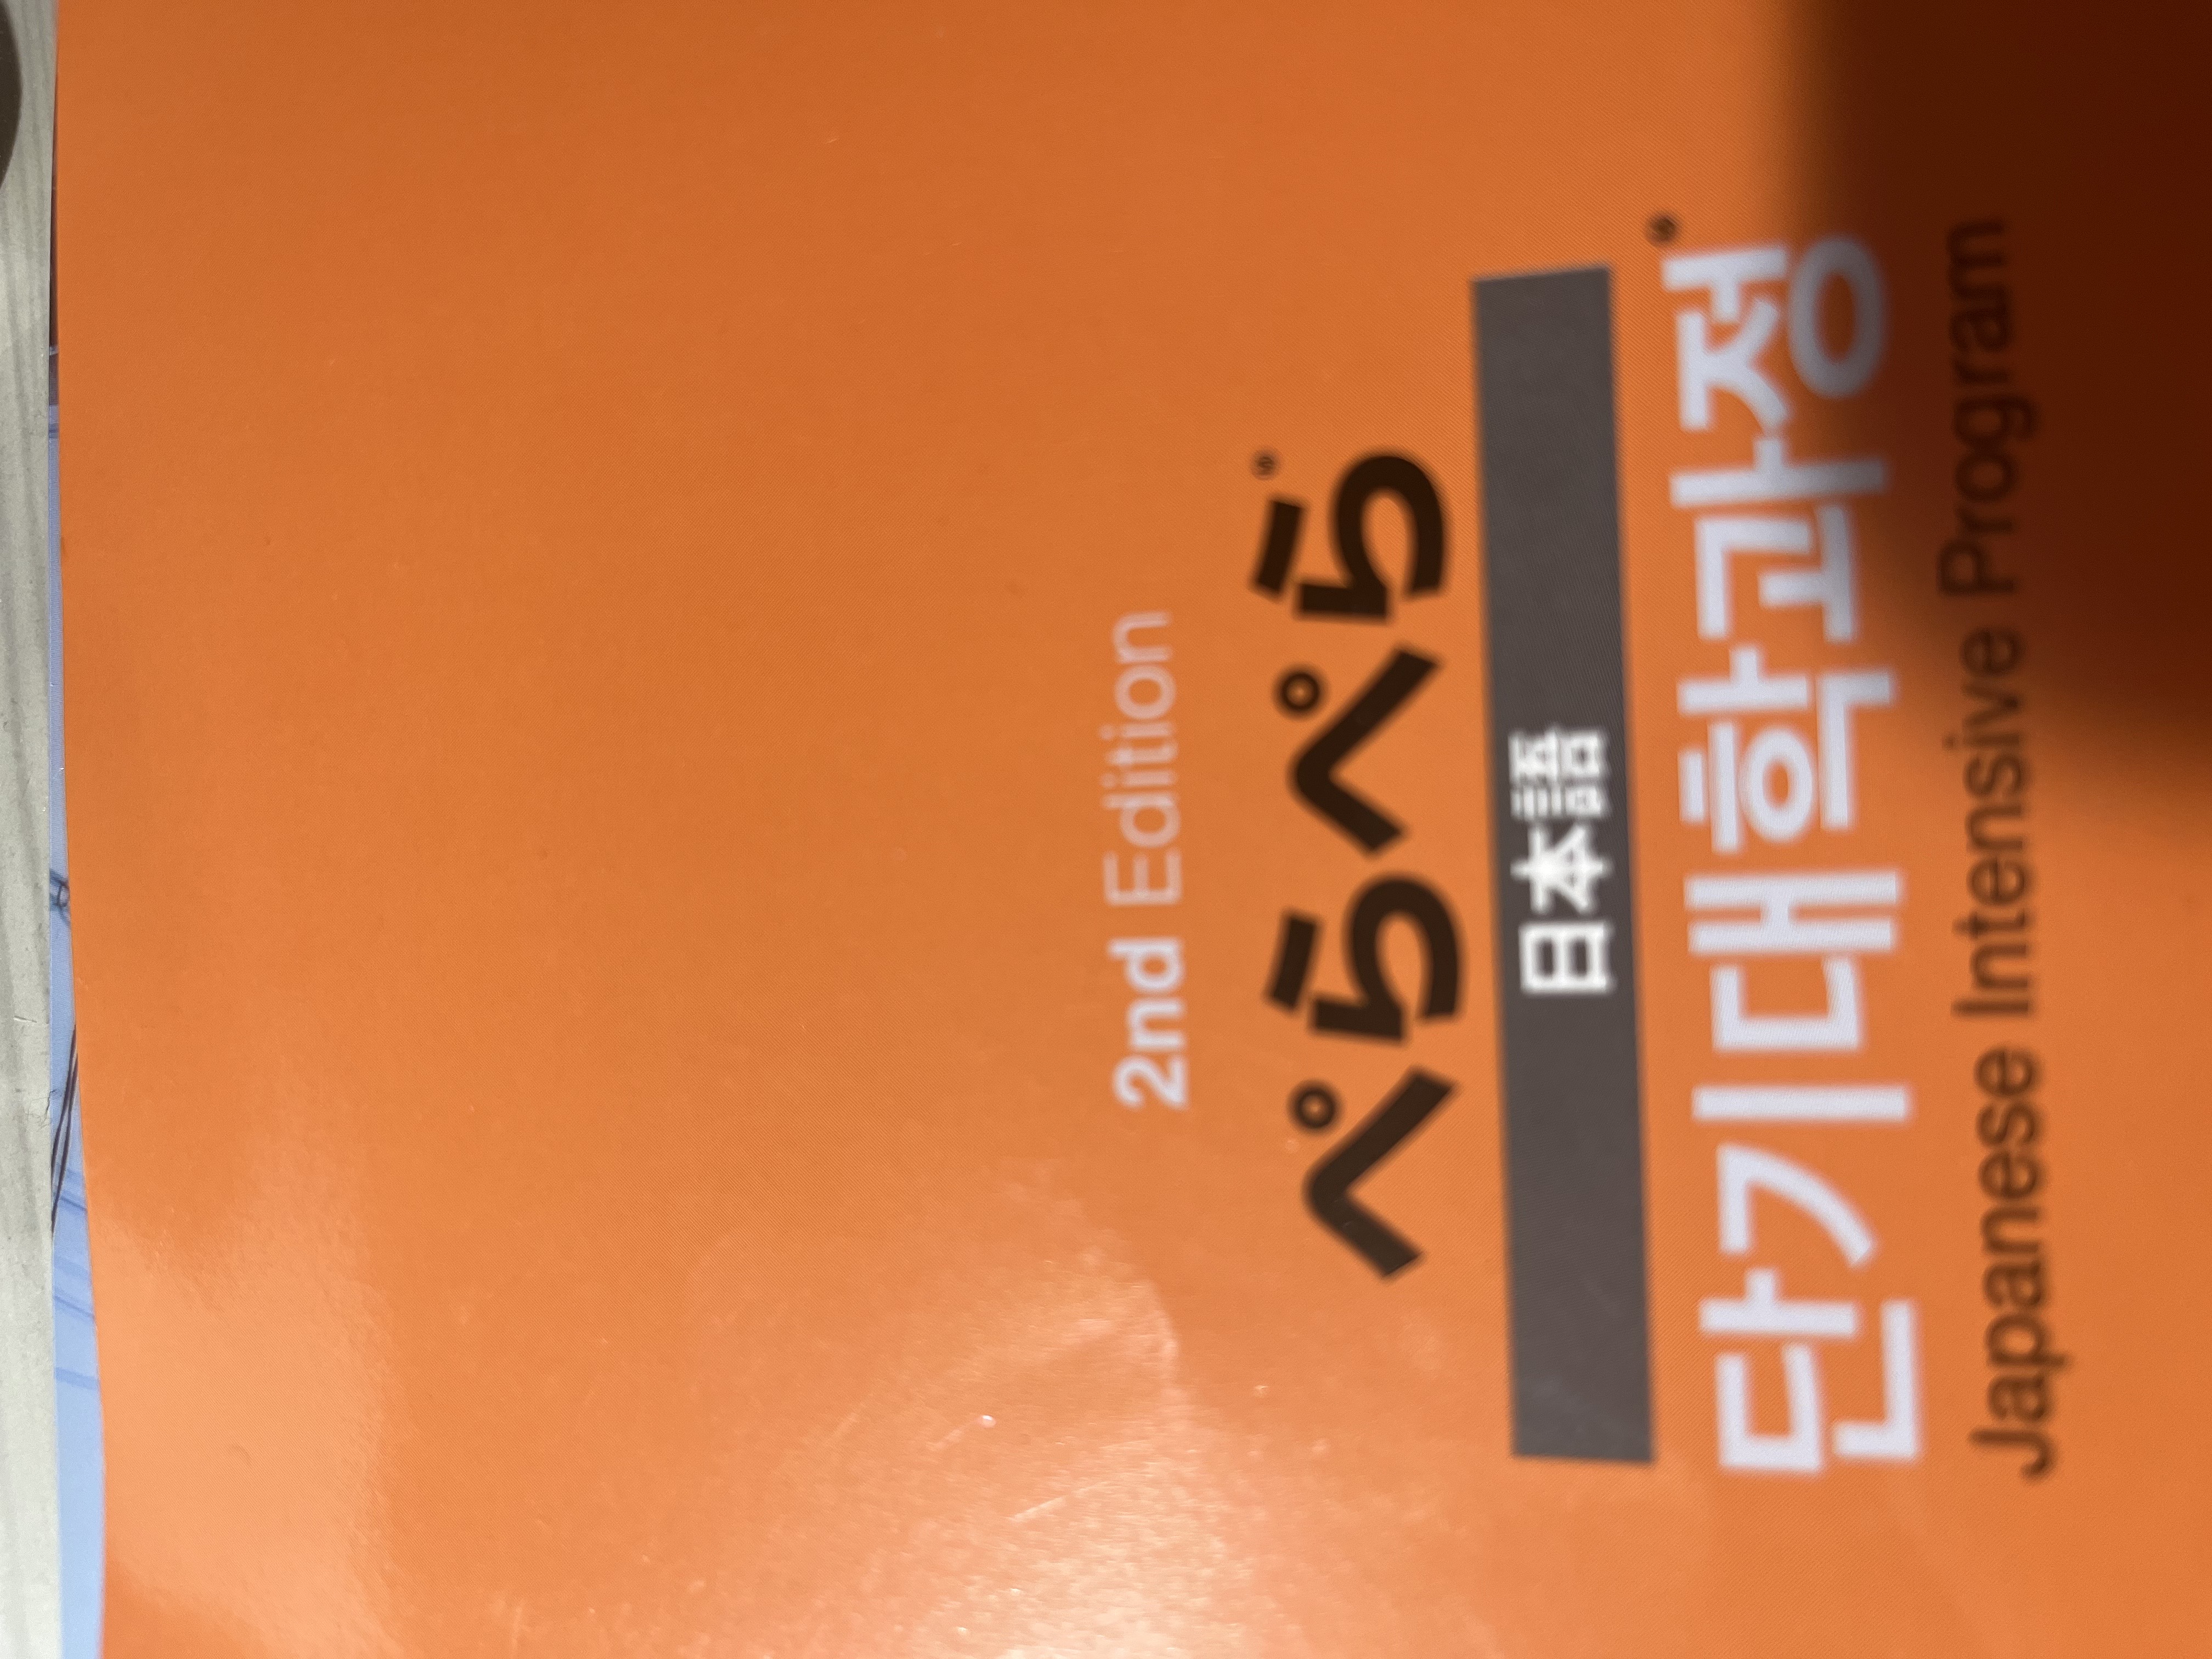 2nd Edition
ぺらぺら®
日本語
단기대학과정®
Japanese Intensive Program